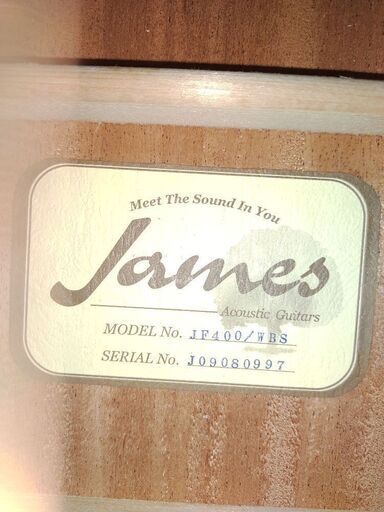 Meet The Sound In You
James
Acoustic Guitars
MODEL No. JF400/WBS
SERIAL No. J09080997